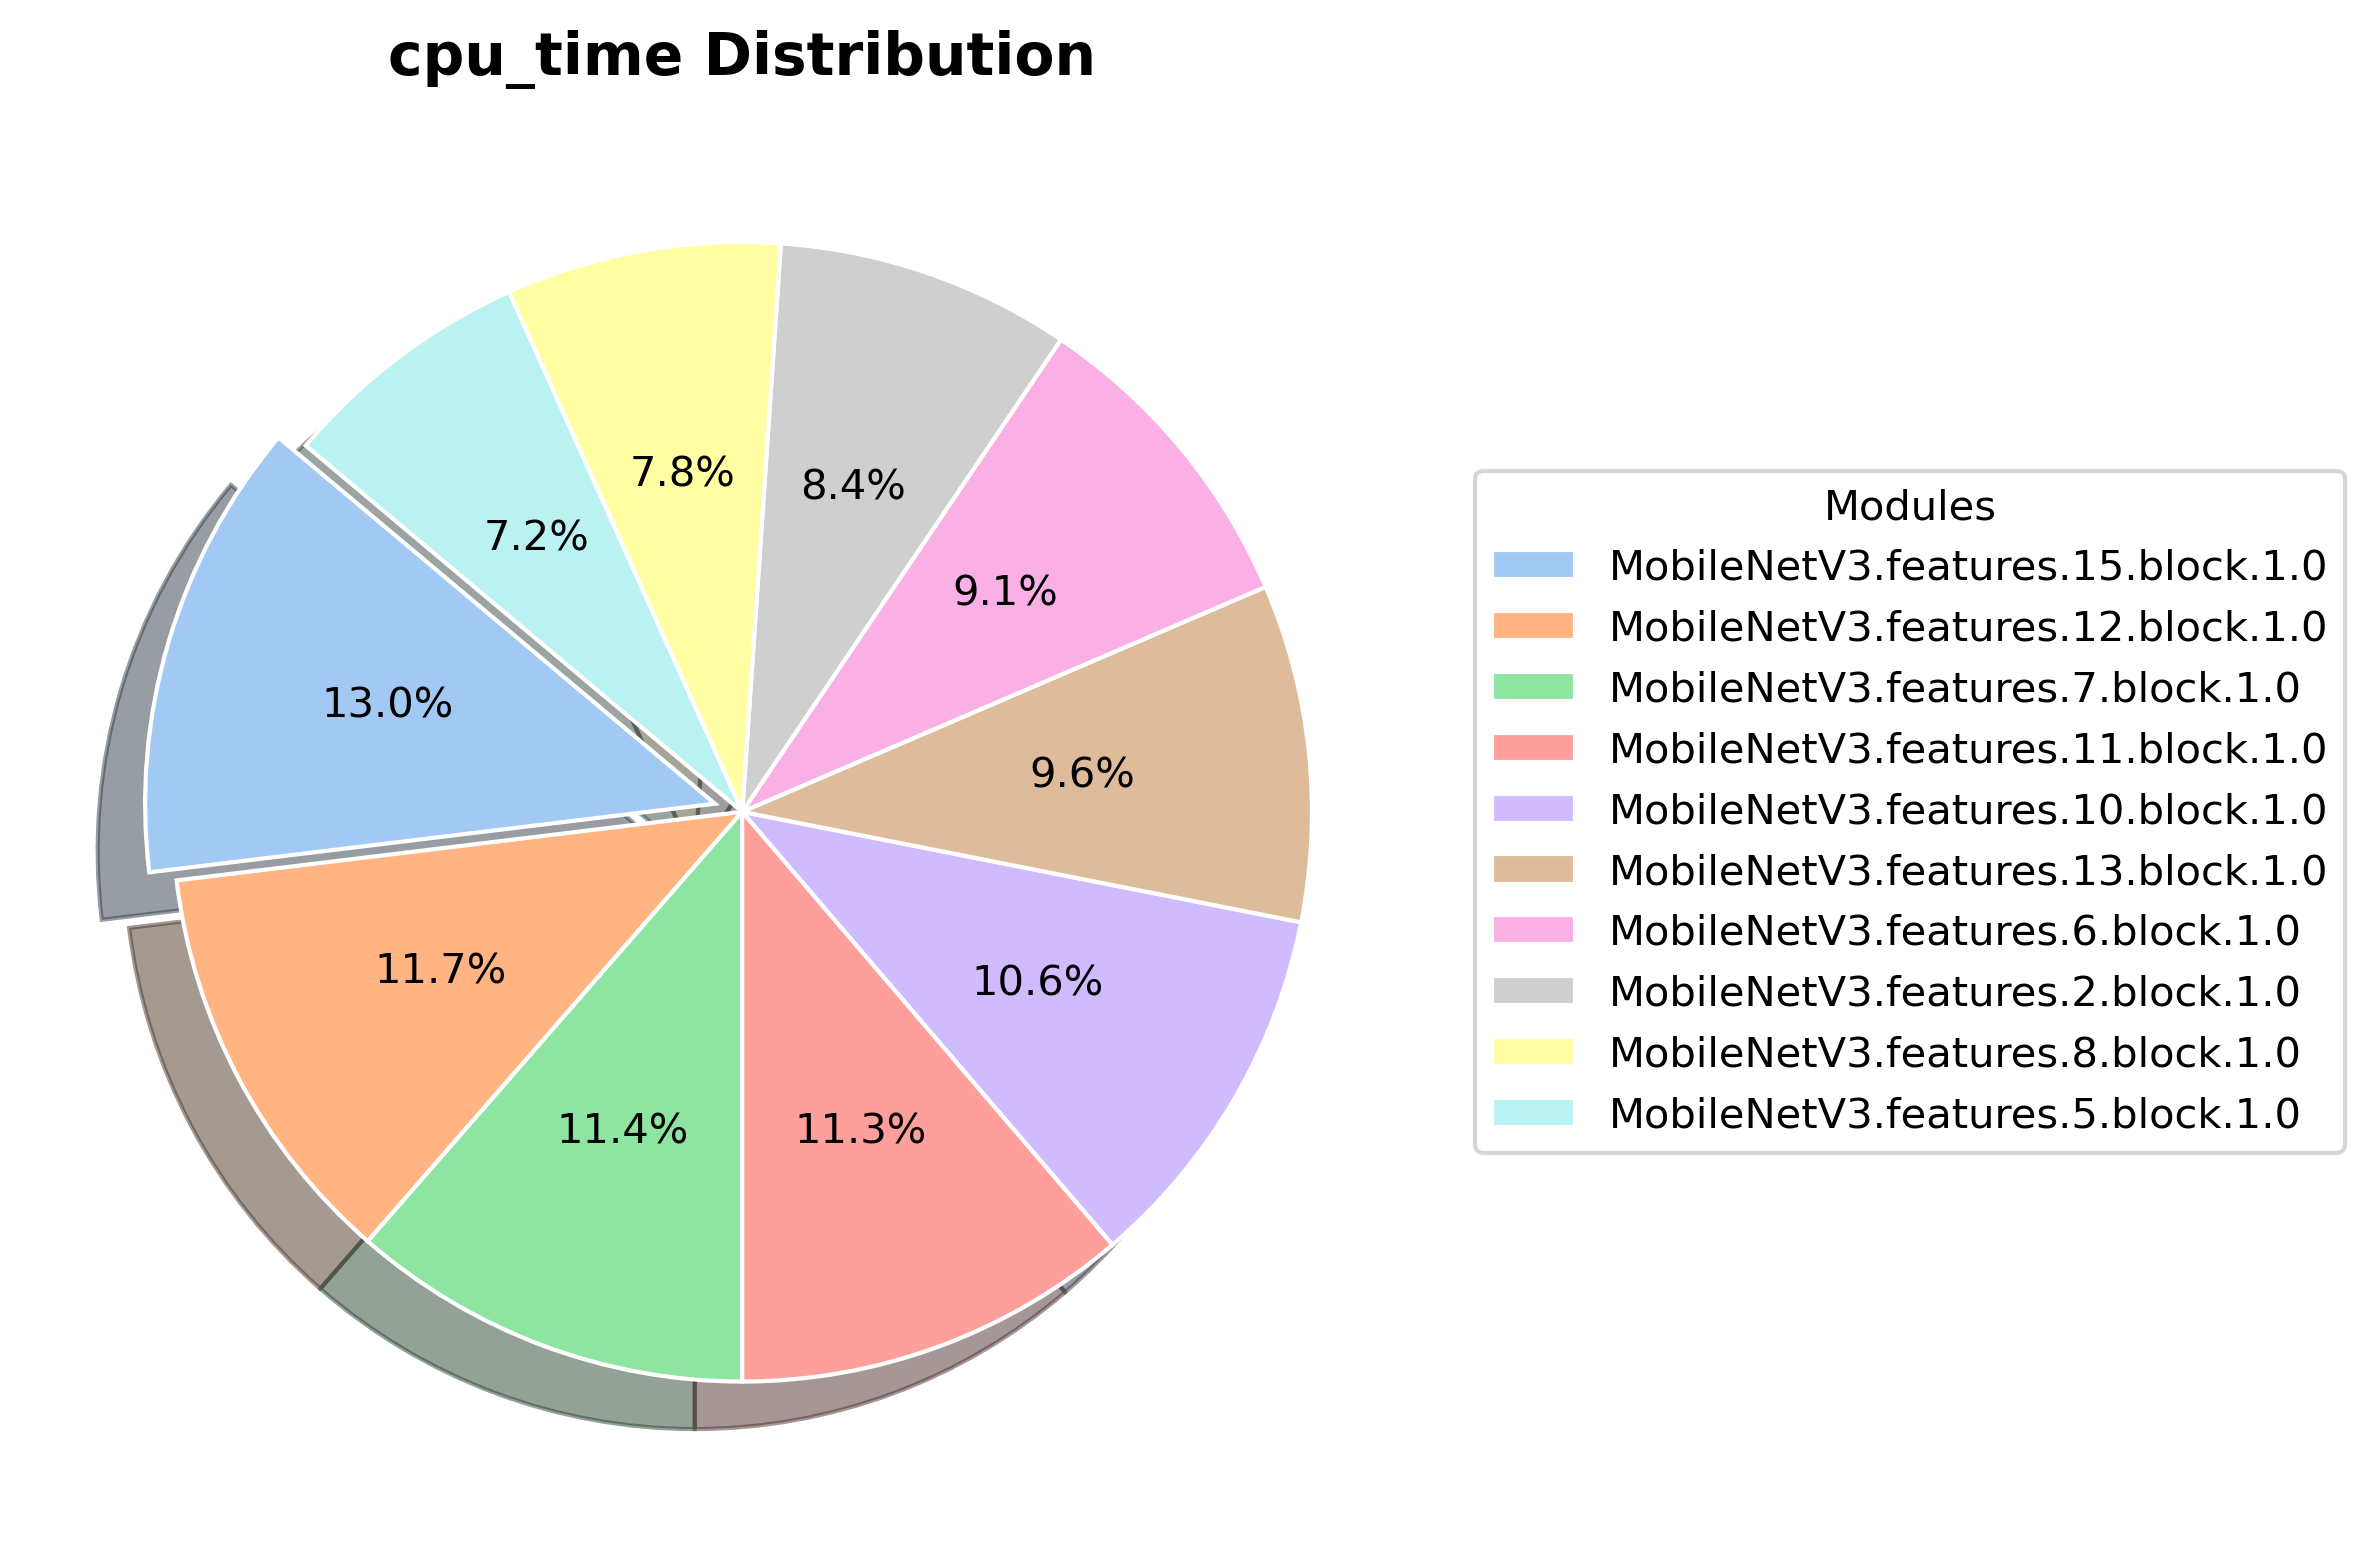 cpu_time Distribution
7.8%
8.4%
7.2%
9.1%
13.0%
9.6%
11.7%
10.6%
11.4%
11.3%
Modules
MobileNetV3.features.15.block.1.0
MobileNetV3.features.12.block.1.0
MobileNetV3.features.7.block.1.0
MobileNetV3.features.11.block.1.0
MobileNetV3.features.10.block.1.0
MobileNetV3.features.13.block.1.0
MobileNetV3.features.6.block.1.0
MobileNetV3.features.2.block.1.0
MobileNetV3.features.8.block.1.0
MobileNetV3.features.5.block.1.0